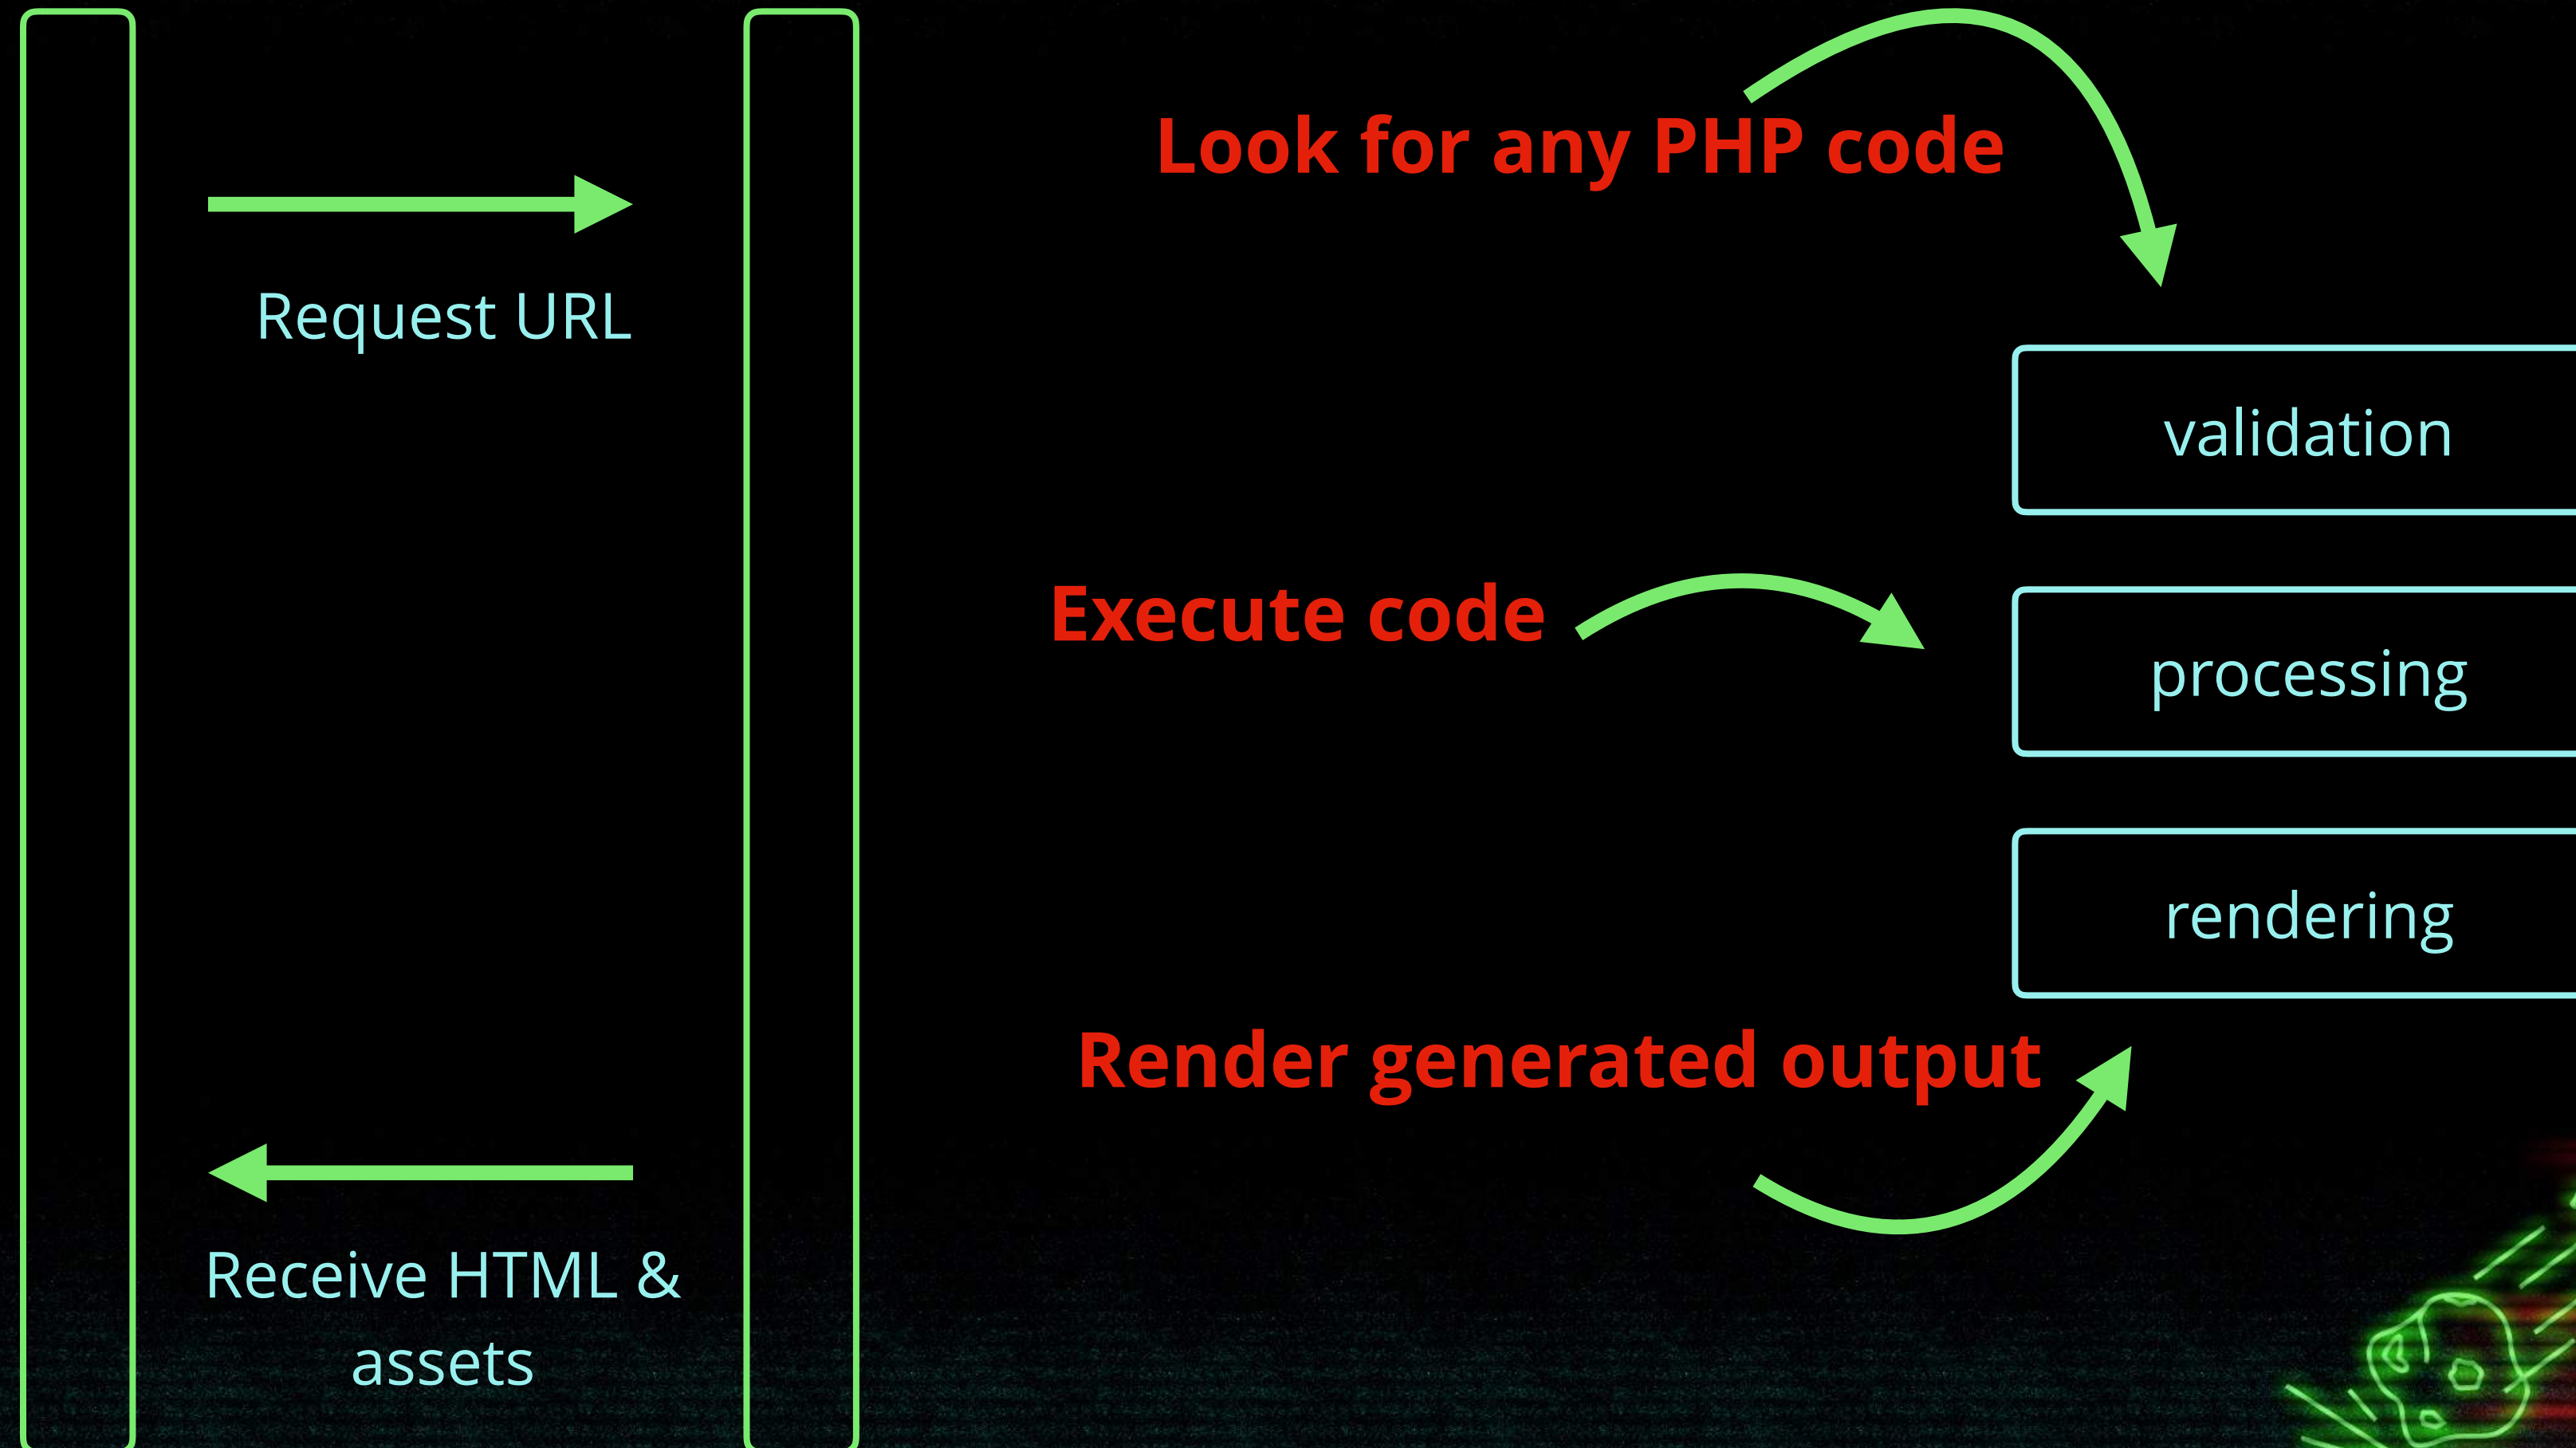 Request URL
Receive HTML &
assets
Look for any PHP code
Execute code
Render generated output
validation
processing
rendering